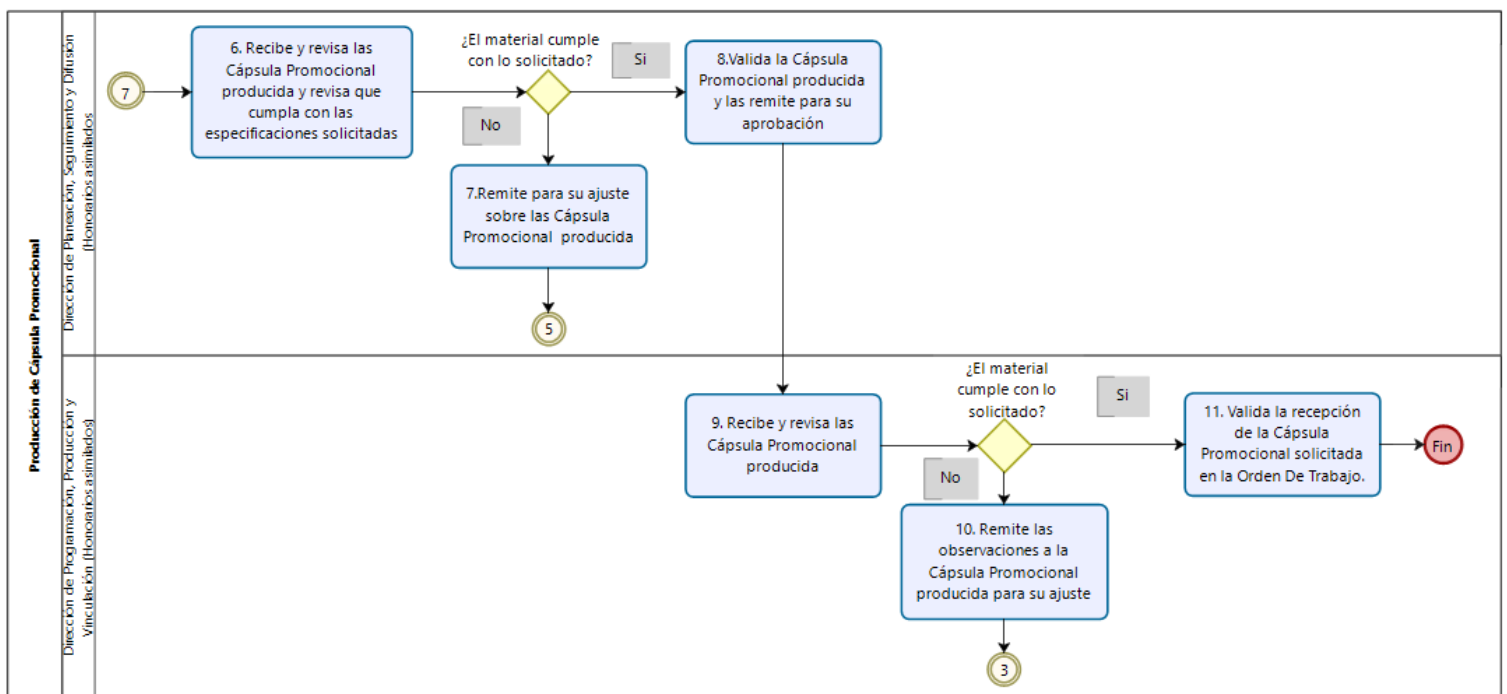 Producción de Cápsula Promocional
Dirección de Planeación, Seguimiento y Difusión
(Honorarios asimilados)
7
6. Recibe y revisa las
Cápsula Promocional
producida y revisa que
cumpla con las
especificaciones solicitadas
¿El material cumple
con lo solicitado?
Si
No
8.Valida la Cápsula
Promocional producida
y las remite para su
aprobación
7.Remite para su ajuste
sobre las Cápsula
Promocional producida
5
Dirección de Programación, Producción y
Vinculación (Honorarios asimilados)
9. Recibe y revisa las
Cápsula Promocional
producida
¿El material
cumple con lo
solicitado?
Si
No
11. Valida la recepción
de la Cápsula
Promocional solicitada
en la Orden De Trabajo.
Fin
10. Remite las
observaciones a la
Cápsula Promocional
producida para su ajuste
3